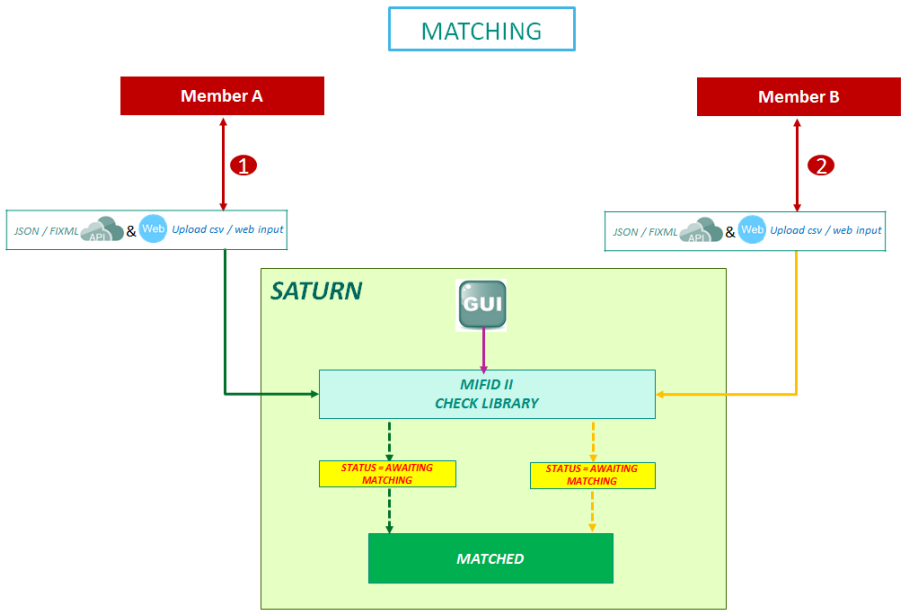 MATCHING
Member A
Member B
1
2
JSON / FIXML API & Web Upload csv / web input
JSON / FIXML API & Web Upload csv / web input
SATURN
GUI
MIFID II
CHECK LIBRARY
STATUS = AWAITING
MATCHING
STATUS = AWAITING
MATCHING
MATCHED